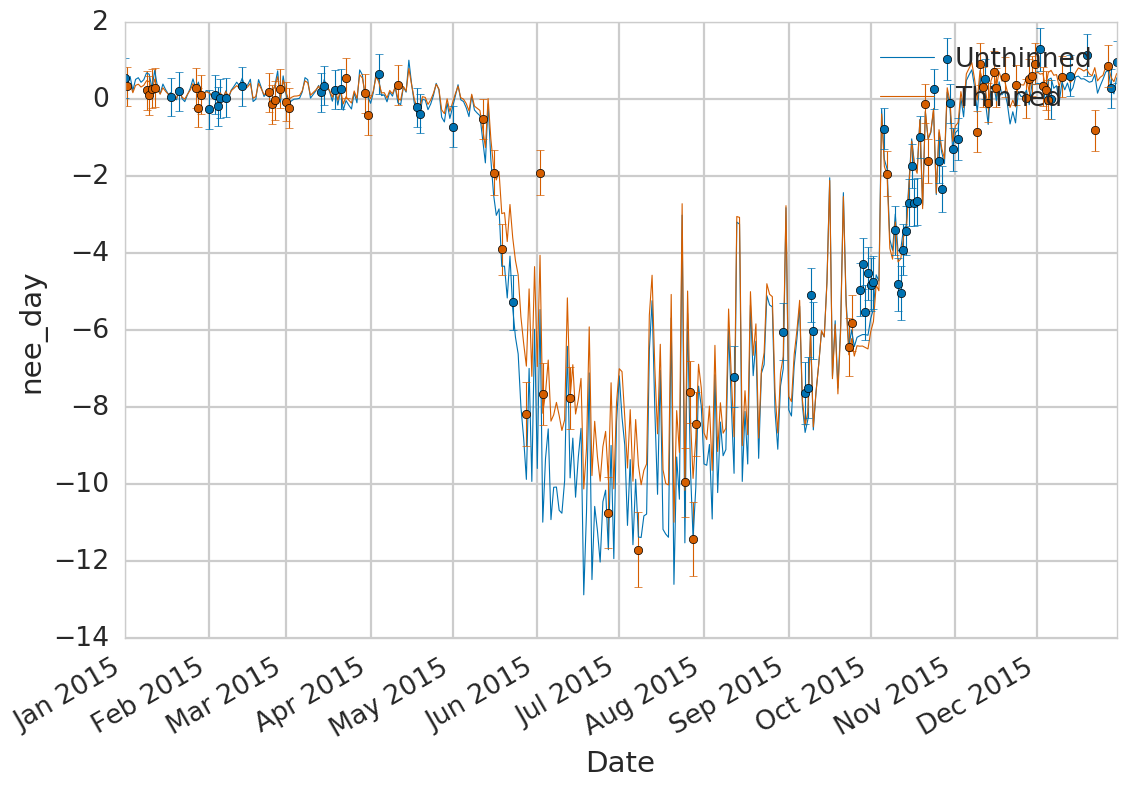 2
0
−2
−4
−6
−8
−10
−12
−14
nee_day
Unthinned
Thinned
Jan 2015
Feb 2015
Mar 2015
Apr 2015
May 2015
Jun 2015
Jul 2015
Aug 2015
Sep 2015
Oct 2015
Nov 2015
Dec 2015
Date